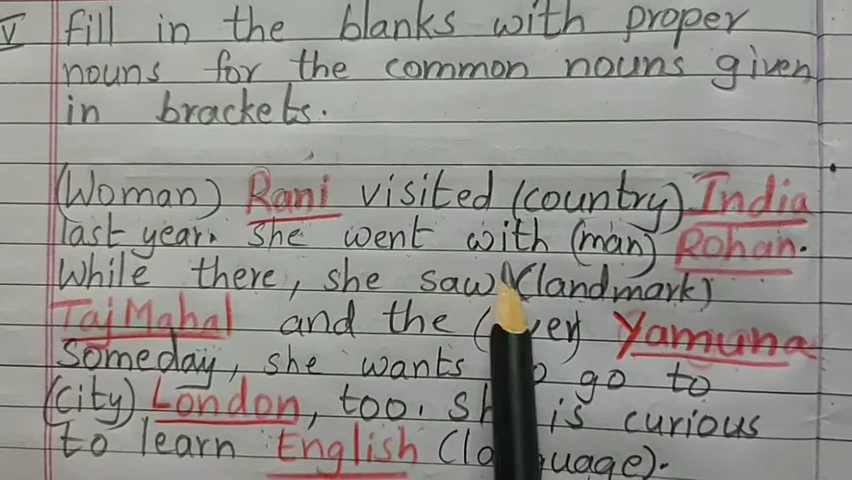 V fill in the blanks with proper
nouns for the common nouns given
in brackets.
(Woman) Rani visited (country) India
last year. She went with (man) Rohan.
While there, she saw (landmark)
Taj Mahal and the Yamuna
Someday, she wants go to
(city) London, too. is curious
to learn English